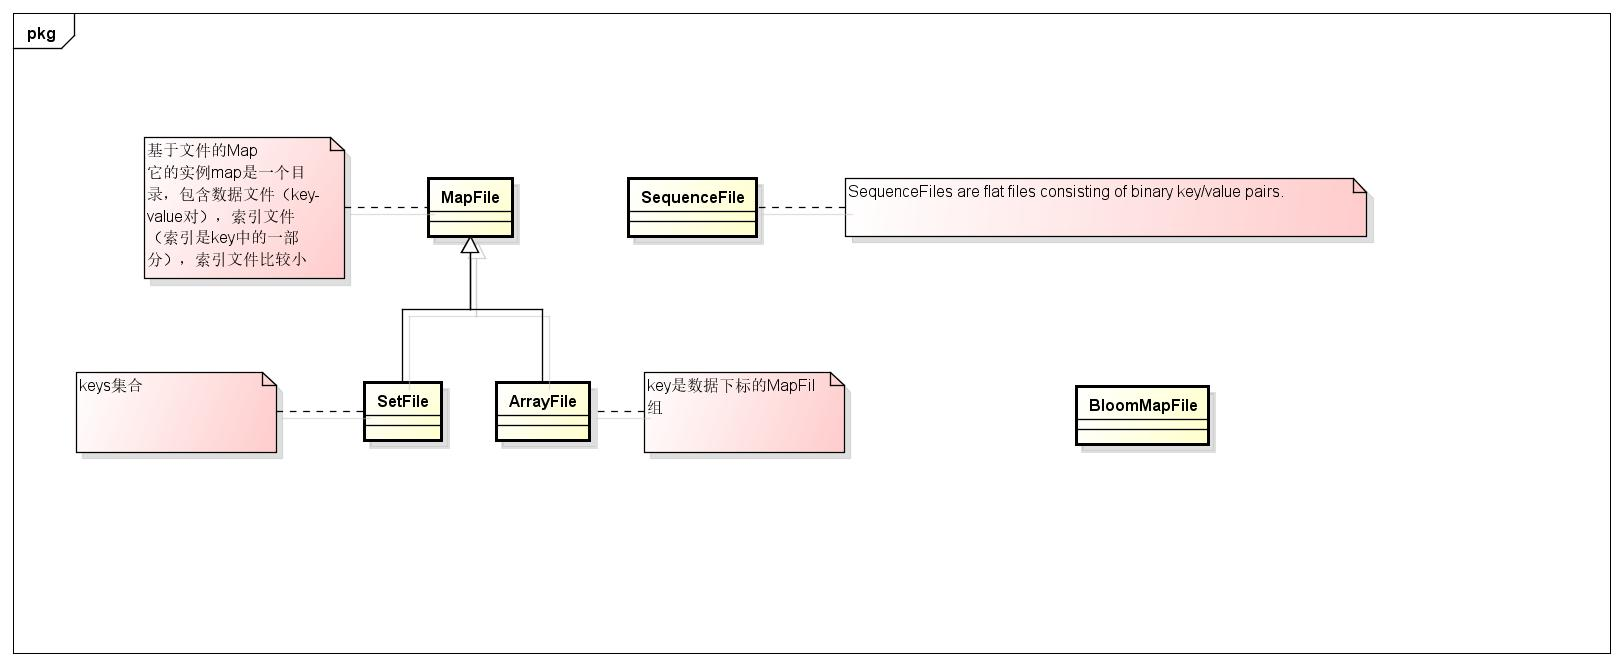 pkg
基于文件的Map
它的实例map是一个目
录，包含数据文件（key-
value对），索引文件
（索引是key中的一部
分），索引文件比较小
MapFile
SequenceFile
SequenceFiles are flat files consisting of binary key/value pairs.
keys集合
SetFile
ArrayFile
key是数据下标的MapFil
组
BloomMapFile